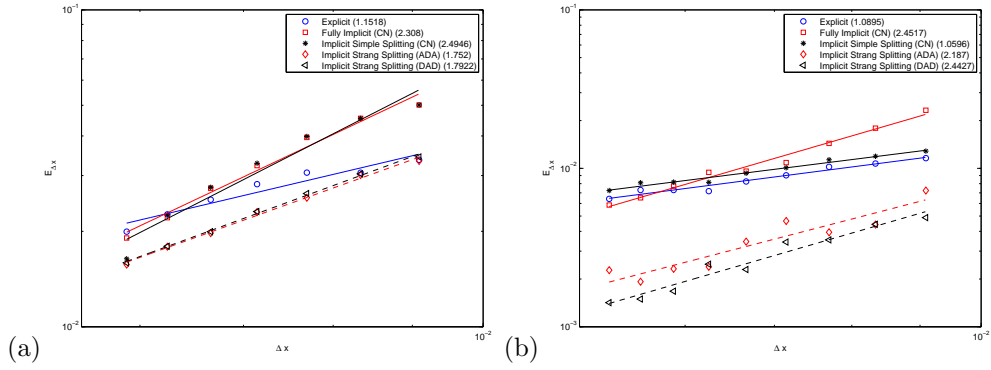 10^{-1}
Explicit (1.1518)
Fully Implicit (CN) (2.308)
Implicit Simple Splitting (CN) (2.4946)
Implicit Strang Splitting (ADA) (1.752)
Implicit Strang Splitting (DAD) (1.7922)
E_{Δ x}
10^{-2}
10^{-2}
Δ x
(a)
10^{-1}
Explicit (1.0895)
Fully Implicit (CN) (2.4517)
Implicit Simple Splitting (CN) (1.0596)
Implicit Strang Splitting (ADA) (2.187)
Implicit Strang Splitting (DAD) (2.4427)
E_{Δ x}
10^{-2}
10^{-3}
10^{-2}
Δ x
(b)